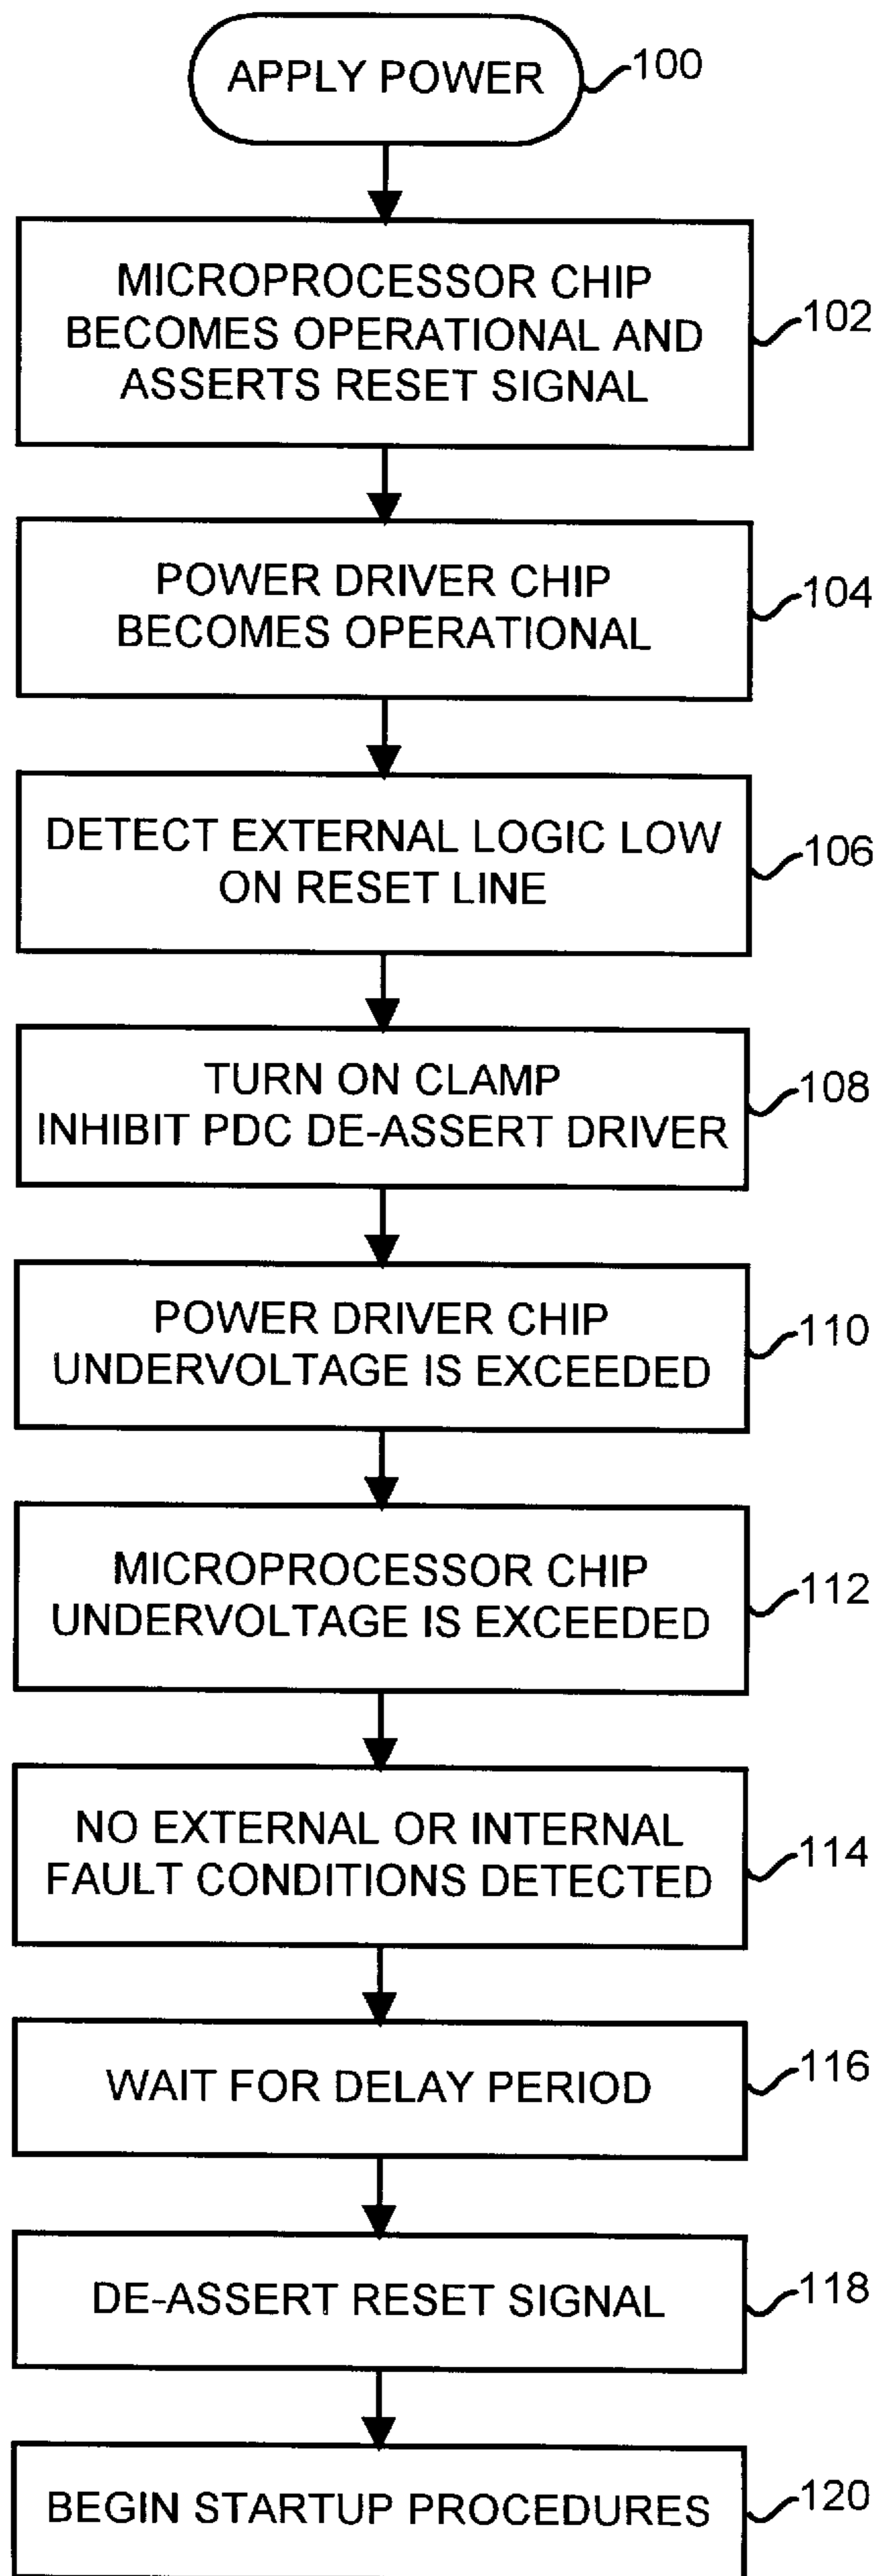 APPLY POWER
100
MICROPROCESSOR CHIP
BECOMES OPERATIONAL AND
ASSERTS RESET SIGNAL
102
POWER DRIVER CHIP
BECOMES OPERATIONAL
104
DETECT EXTERNAL LOGIC LOW
ON RESET LINE
106
TURN ON CLAMP
INHIBIT PDC DE-ASSERT DRIVER
108
POWER DRIVER CHIP
UNDERVOLTAGE IS EXCEEDED
110
MICROPROCESSOR CHIP
UNDERVOLTAGE IS EXCEEDED
112
NO EXTERNAL OR INTERNAL
FAULT CONDITIONS DETECTED
114
WAIT FOR DELAY PERIOD
116
DE-ASSERT RESET SIGNAL
118
BEGIN STARTUP PROCEDURES
120